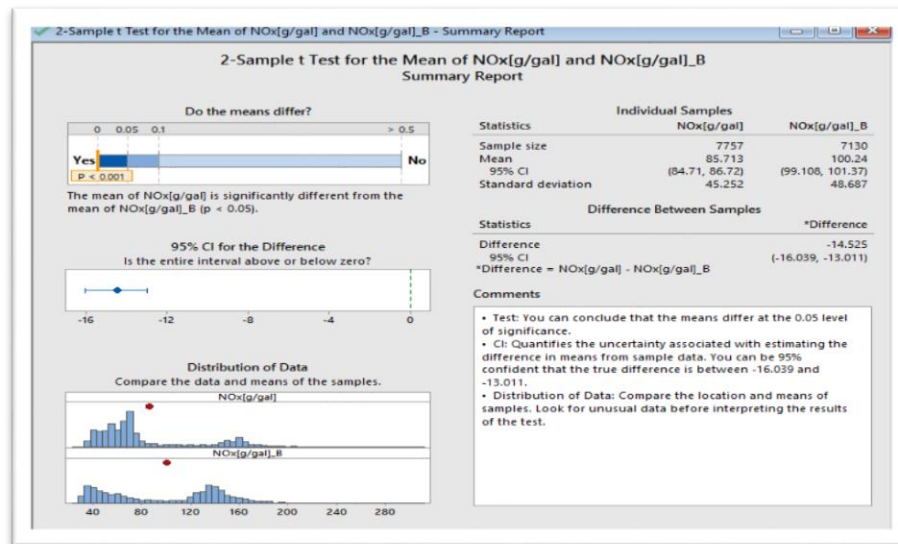 2-Sample t Test for the Mean of NOx[g/gal] and NOx[g/gal]_B - Summary Report
2-Sample t Test for the Mean of NOx[g/gal] and NOx[g/gal]_B
Summary Report
Do the means differ?
0 0.05 0.1 > 0.5
Yes No
P < 0.001
The mean of NOx[g/gal] is significantly different from the
mean of NOx[g/gal]_B (p < 0.05).
95% CI for the Difference
Is the entire interval above or below zero?
-16 -12 -8 -4 0
Distribution of Data
Compare the data and means of the samples.
NOx[g/gal]
NOx[g/gal]_B
40 80 120 160 200 240 280
Individual Samples
Statistics NOx[g/gal] NOx[g/gal]_B
Sample size 7757 7130
Mean 85.713 100.24
95% CI (84.71, 86.72) (99.108, 101.37)
Standard deviation 45.252 48.687
Difference Between Samples
Statistics *Difference
Difference -14.525
95% CI (-16.039, -13.011)
*Difference = NOx[g/gal] - NOx[g/gal]_B
Comments
• Test: You can conclude that the means differ at the 0.05 level
of significance.
• CI: Quantifies the uncertainty associated with estimating the
difference in means from sample data. You can be 95%
confident that the true difference is between -16.039 and
-13.011.
• Distribution of Data: Compare the location and means of
samples. Look for unusual data before interpreting the results
of the test.